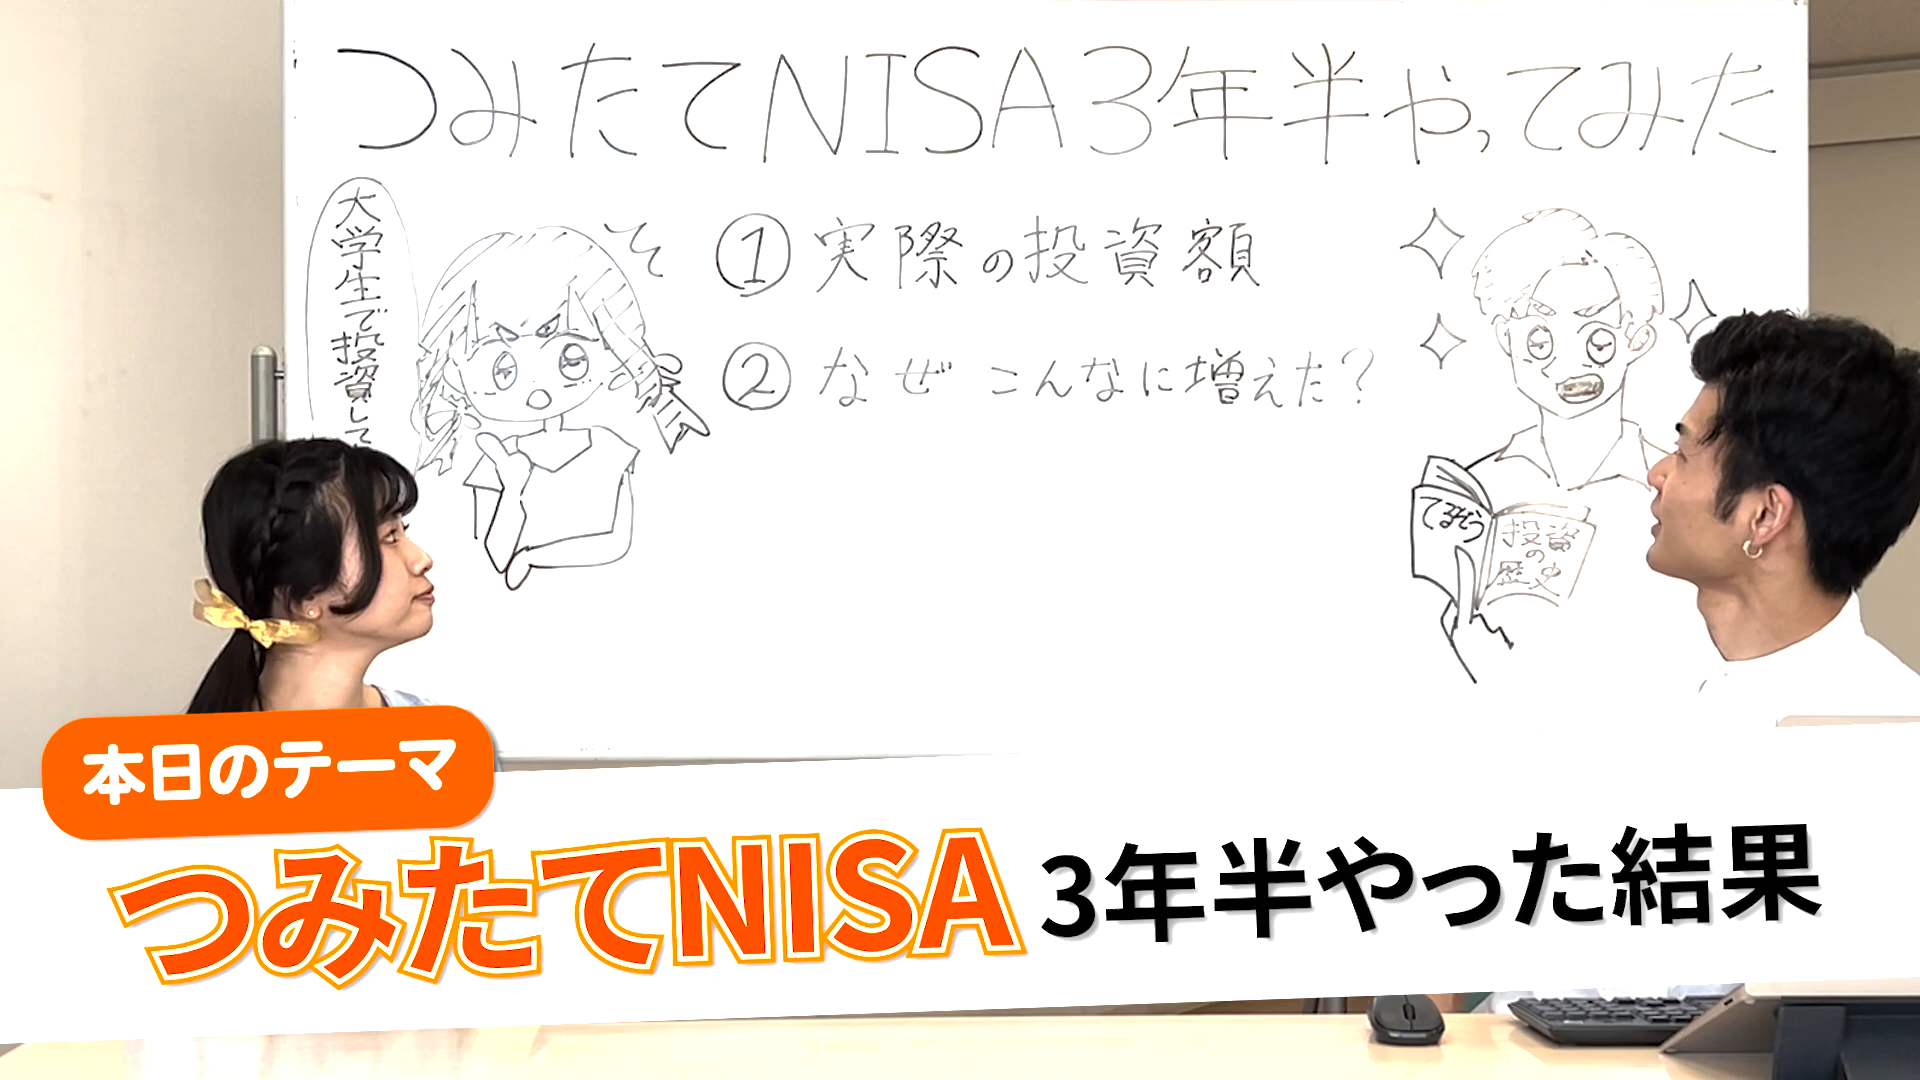 つみたてNISA3年半やってみた
大学生で投資して
そ
①実際の投資額
②なぜこんなに増えた?
てるぞう
投資
の
歴史
本日のテーマ
つみたてNISA 3年半やった結果